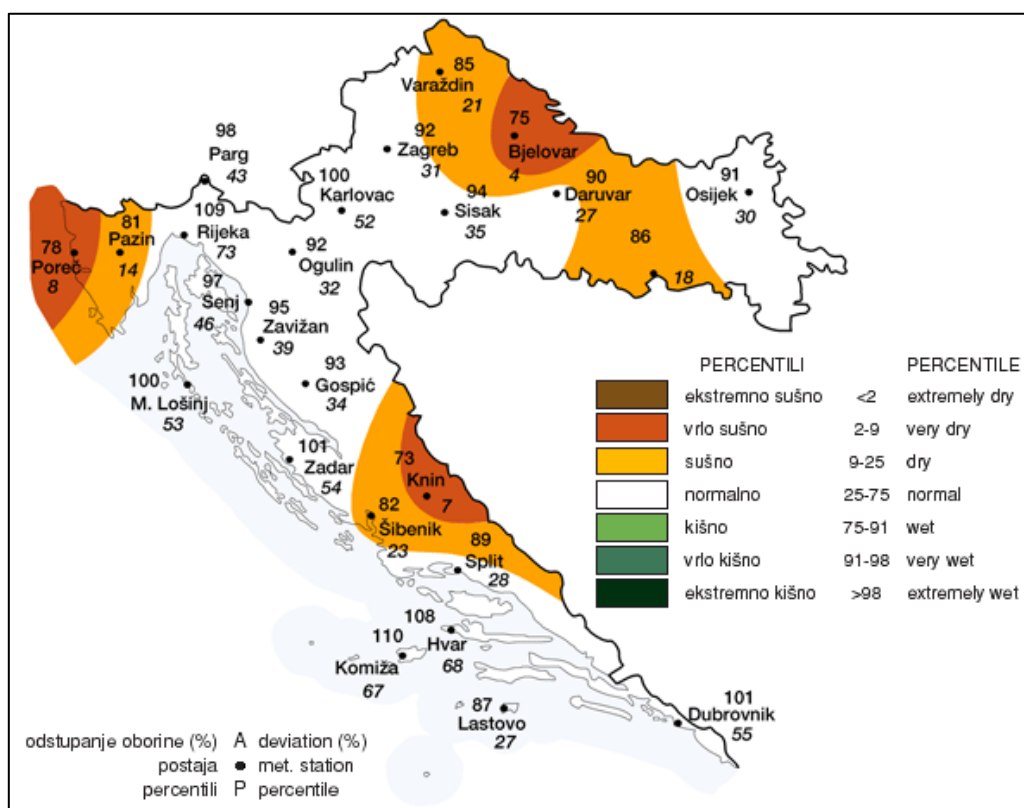 85
Varaždin
21
75
Bjelovar
4
92
Zagreb
31
98
Parg
43
100
Karlovac
52
94
Sisak
35
90
Daruvar
27
91
Osijek
30
86
18
109
Rijeka
73
81
Pazin
14
78
Poreč
8
92
Ogulin
32
97
Senj
46
95
Zavižan
39
93
Gospić
34
100
M. Lošinj
53
101
Zadar
54
73
Knin
7
82
Šibenik
23
89
Split
28
108
Hvar
68
110
Komiža
67
87
Lastovo
27
101
Dubrovnik
55
PERCENTILI PERCENTILE
ekstremno sušno <2 extremely dry
vrlo sušno 2-9 very dry
sušno 9-25 dry
normalno 25-75 normal
kišno 75-91 wet
vrlo kišno 91-98 very wet
ekstremno kišno >98 extremely wet
odstupanje oborine (%) A deviation (%)
postaja met. station
percentili P percentile